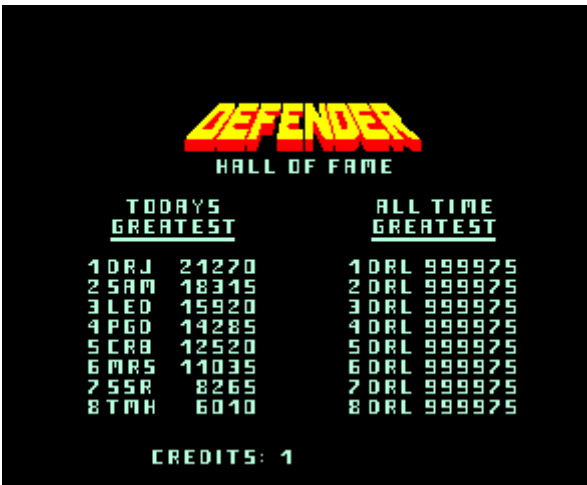 DEFENDER
HALL OF FAME
TODAYS
GREATEST
1 DRJ 21270
2 SAM 18315
3 LED 15920
4 PGD 14285
5 CRB 12520
6 MRS 11035
7 SSR 8265
8 TMH 6010
ALL TIME
GREATEST
1 DRL 999975
2 DRL 999975
3 DRL 999975
4 DRL 999975
5 DRL 999975
6 DRL 999975
7 DRL 999975
8 DRL 999975
CREDITS: 1